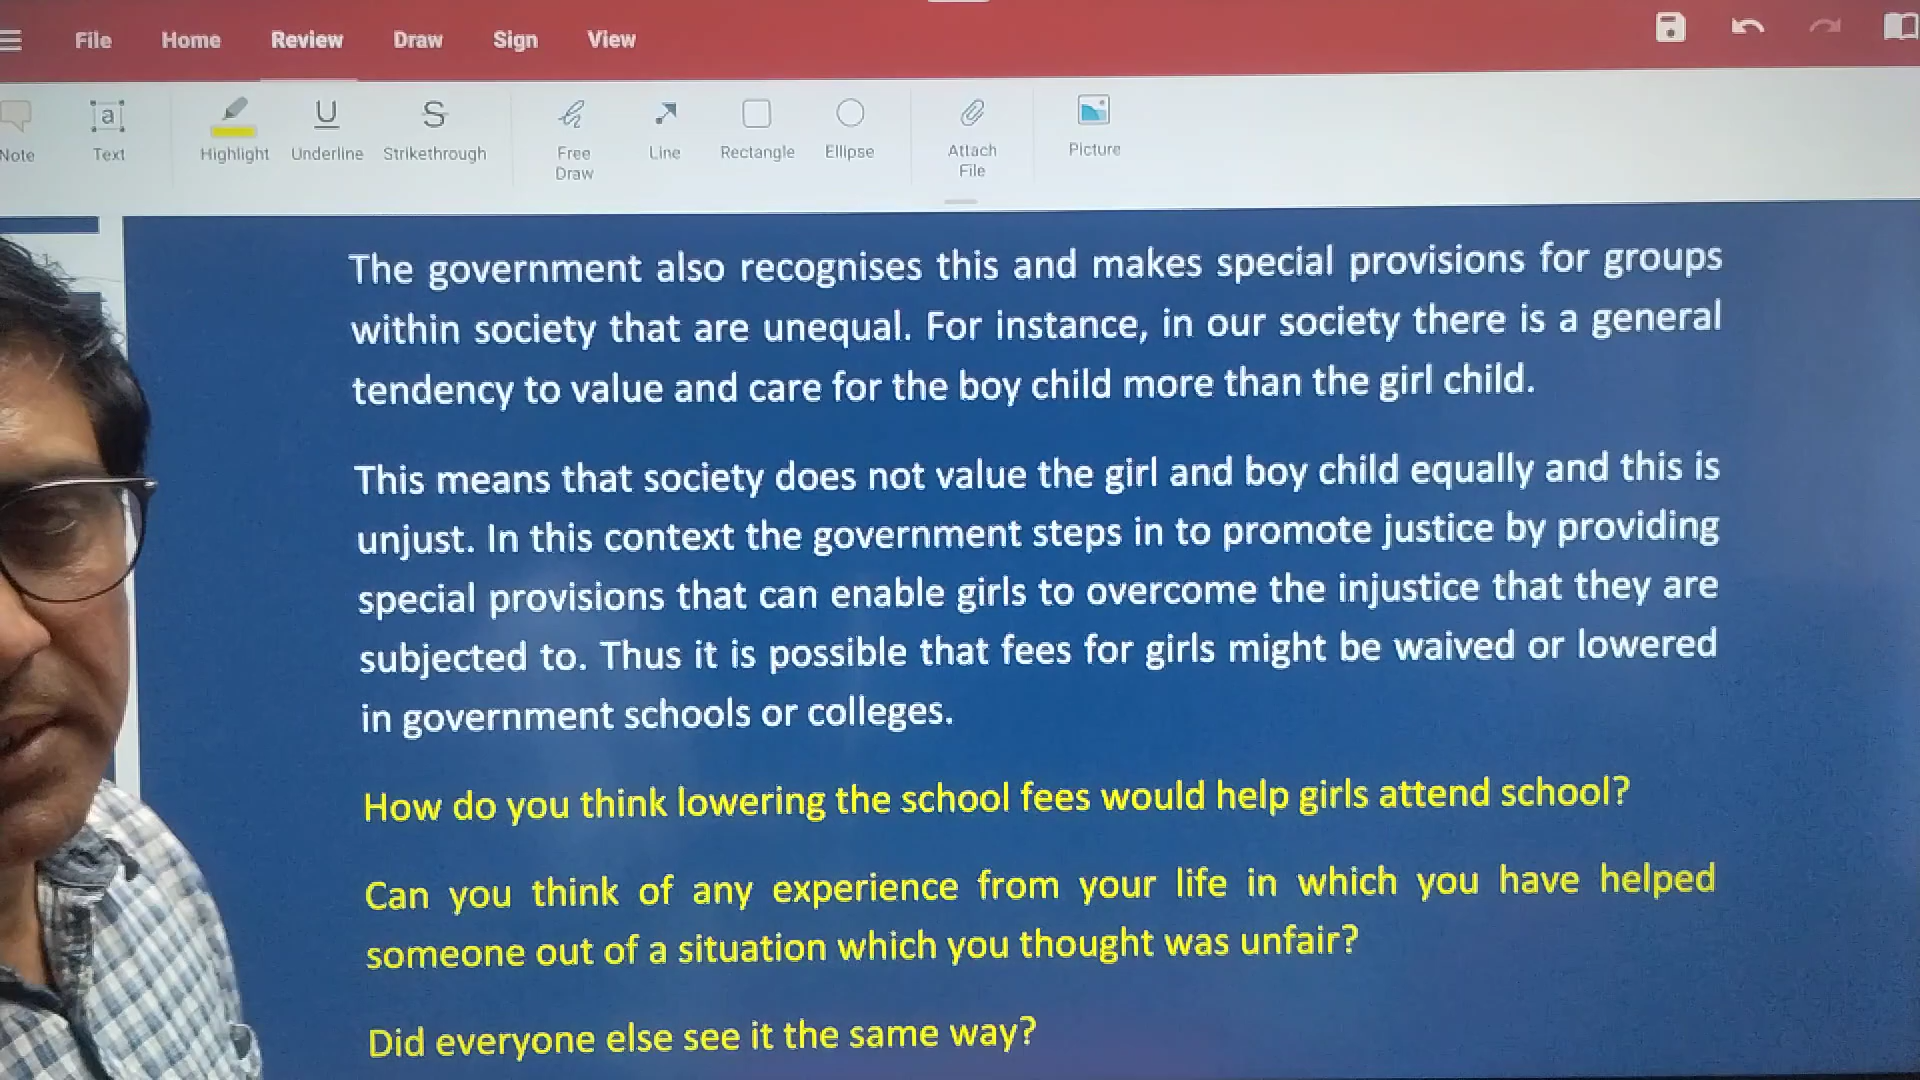 File Home Review Draw Sign View
Note Text Highlight Underline Strikethrough Free Draw Line Rectangle Ellipse Attach File Picture
The government also recognises this and makes special provisions for groups
within society that are unequal. For instance, in our society there is a general
tendency to value and care for the boy child more than the girl child.
This means that society does not value the girl and boy child equally and this is
unjust. In this context the government steps in to promote justice by providing
special provisions that can enable girls to overcome the injustice that they are
subjected to. Thus it is possible that fees for girls might be waived or lowered
in government schools or colleges.
How do you think lowering the school fees would help girls attend school?
Can you think of any experience from your life in which you have helped
someone out of a situation which you thought was unfair?
Did everyone else see it the same way?